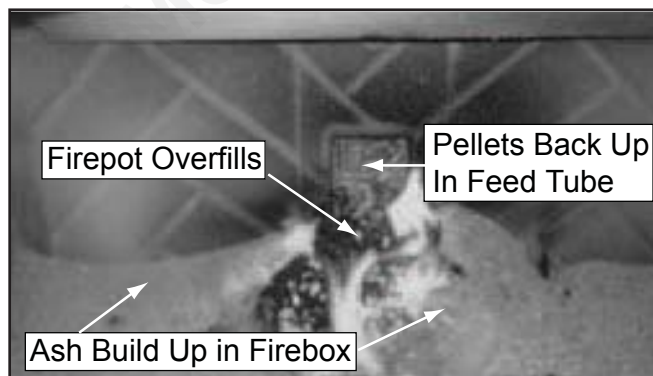 Firepot Overfills
Pellets Back Up
In Feed Tube
Ash Build Up in Firebox